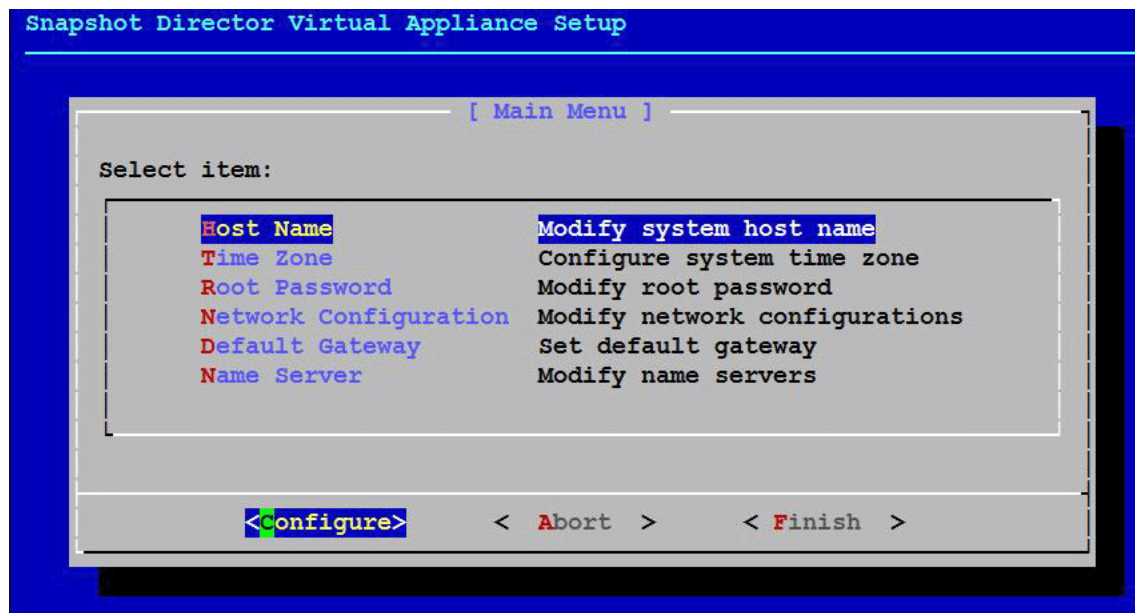 Snapshot Director Virtual Appliance Setup
[ Main Menu ]
Select item:
Host Name Modify system host name
Time Zone Configure system time zone
Root Password Modify root password
Network Configuration Modify network configurations
Default Gateway Set default gateway
Name Server Modify name servers
<Configure> < Abort > < Finish >